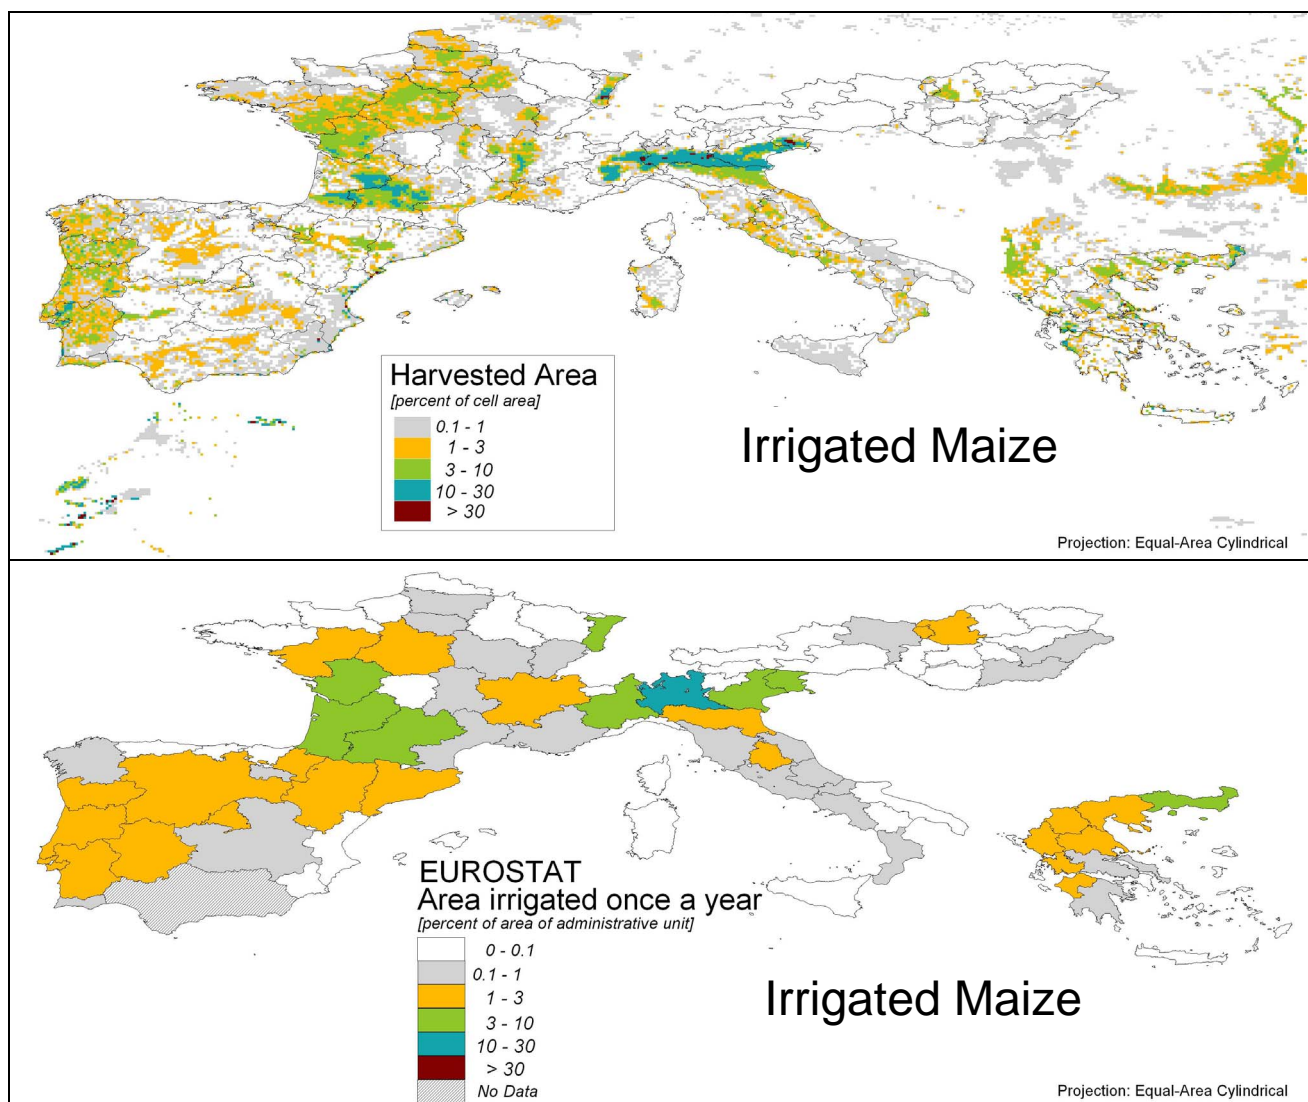 Harvested Area
[percent of cell area]
0.1 - 1
1 - 3
3 - 10
10 - 30
> 30
Irrigated Maize
Projection: Equal-Area Cylindrical
EUROSTAT
Area irrigated once a year
[percent of area of administrative unit]
0 - 0.1
0.1 - 1
1 - 3
3 - 10
10 - 30
> 30
No Data
Irrigated Maize
Projection: Equal-Area Cylindrical